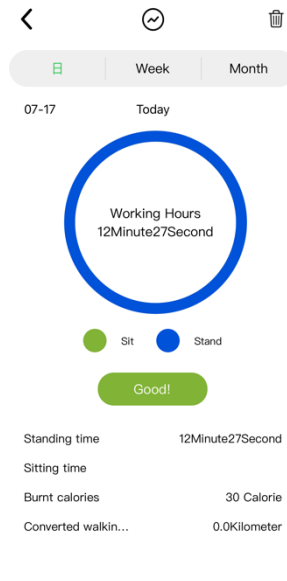 日 Week Month
07-17 Today
Working Hours
12Minute27Second
Sit Stand
Good!
Standing time 12Minute27Second
Sitting time
Burnt calories 30 Calorie
Converted walkin... 0.0Kilometer